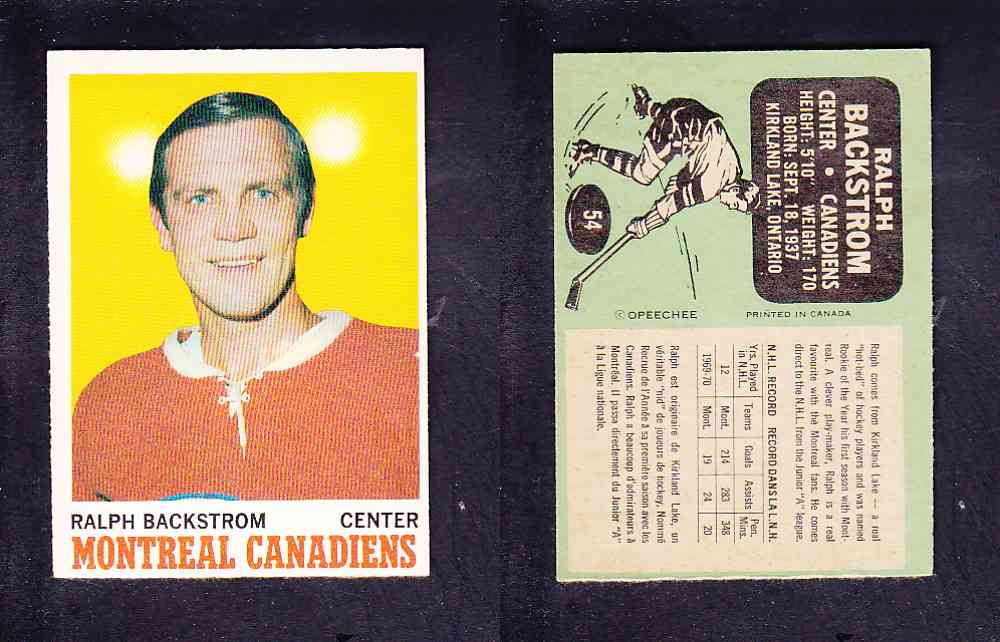 RALPH BACKSTROM CENTER
MONTREAL CANADIENS
RALPH
BACKSTROM
CENTER • CANADIENS
HEIGHT: 5'10" WEIGHT: 170
BORN: SEPT. 18, 1937
KIRKLAND LAKE, ONTARIO
54
© OPEECHEE PRINTED IN CANADA
Ralph comes from Kirkland Lake — a real
"hot-bed" of hockey players and was named
Rookie of the Year his first season with Mont-
real. A clever play-maker, Ralph is a real
favourite with the Montreal fans. He comes
direct to the N.H.L. from the Junior "A" league.
N.H.L. RECORD RECORD DANS LA L.N.H.
Yrs. Played Teams Goals Assists Pen.
in N.H.L. Mins.
12 Mont. 214 283 348
1969-70 Mont. 19 24 20
Ralph est originaire de Kirkland Lake, un
véritable "nid" de joueurs de hockey. Nommé
Recrue de l'Année à sa première saison avec les
Canadiens. Ralph a beaucoup d'admirateurs à
Montréal. Il passa directement du Junior "A"
à la Ligue nationale.